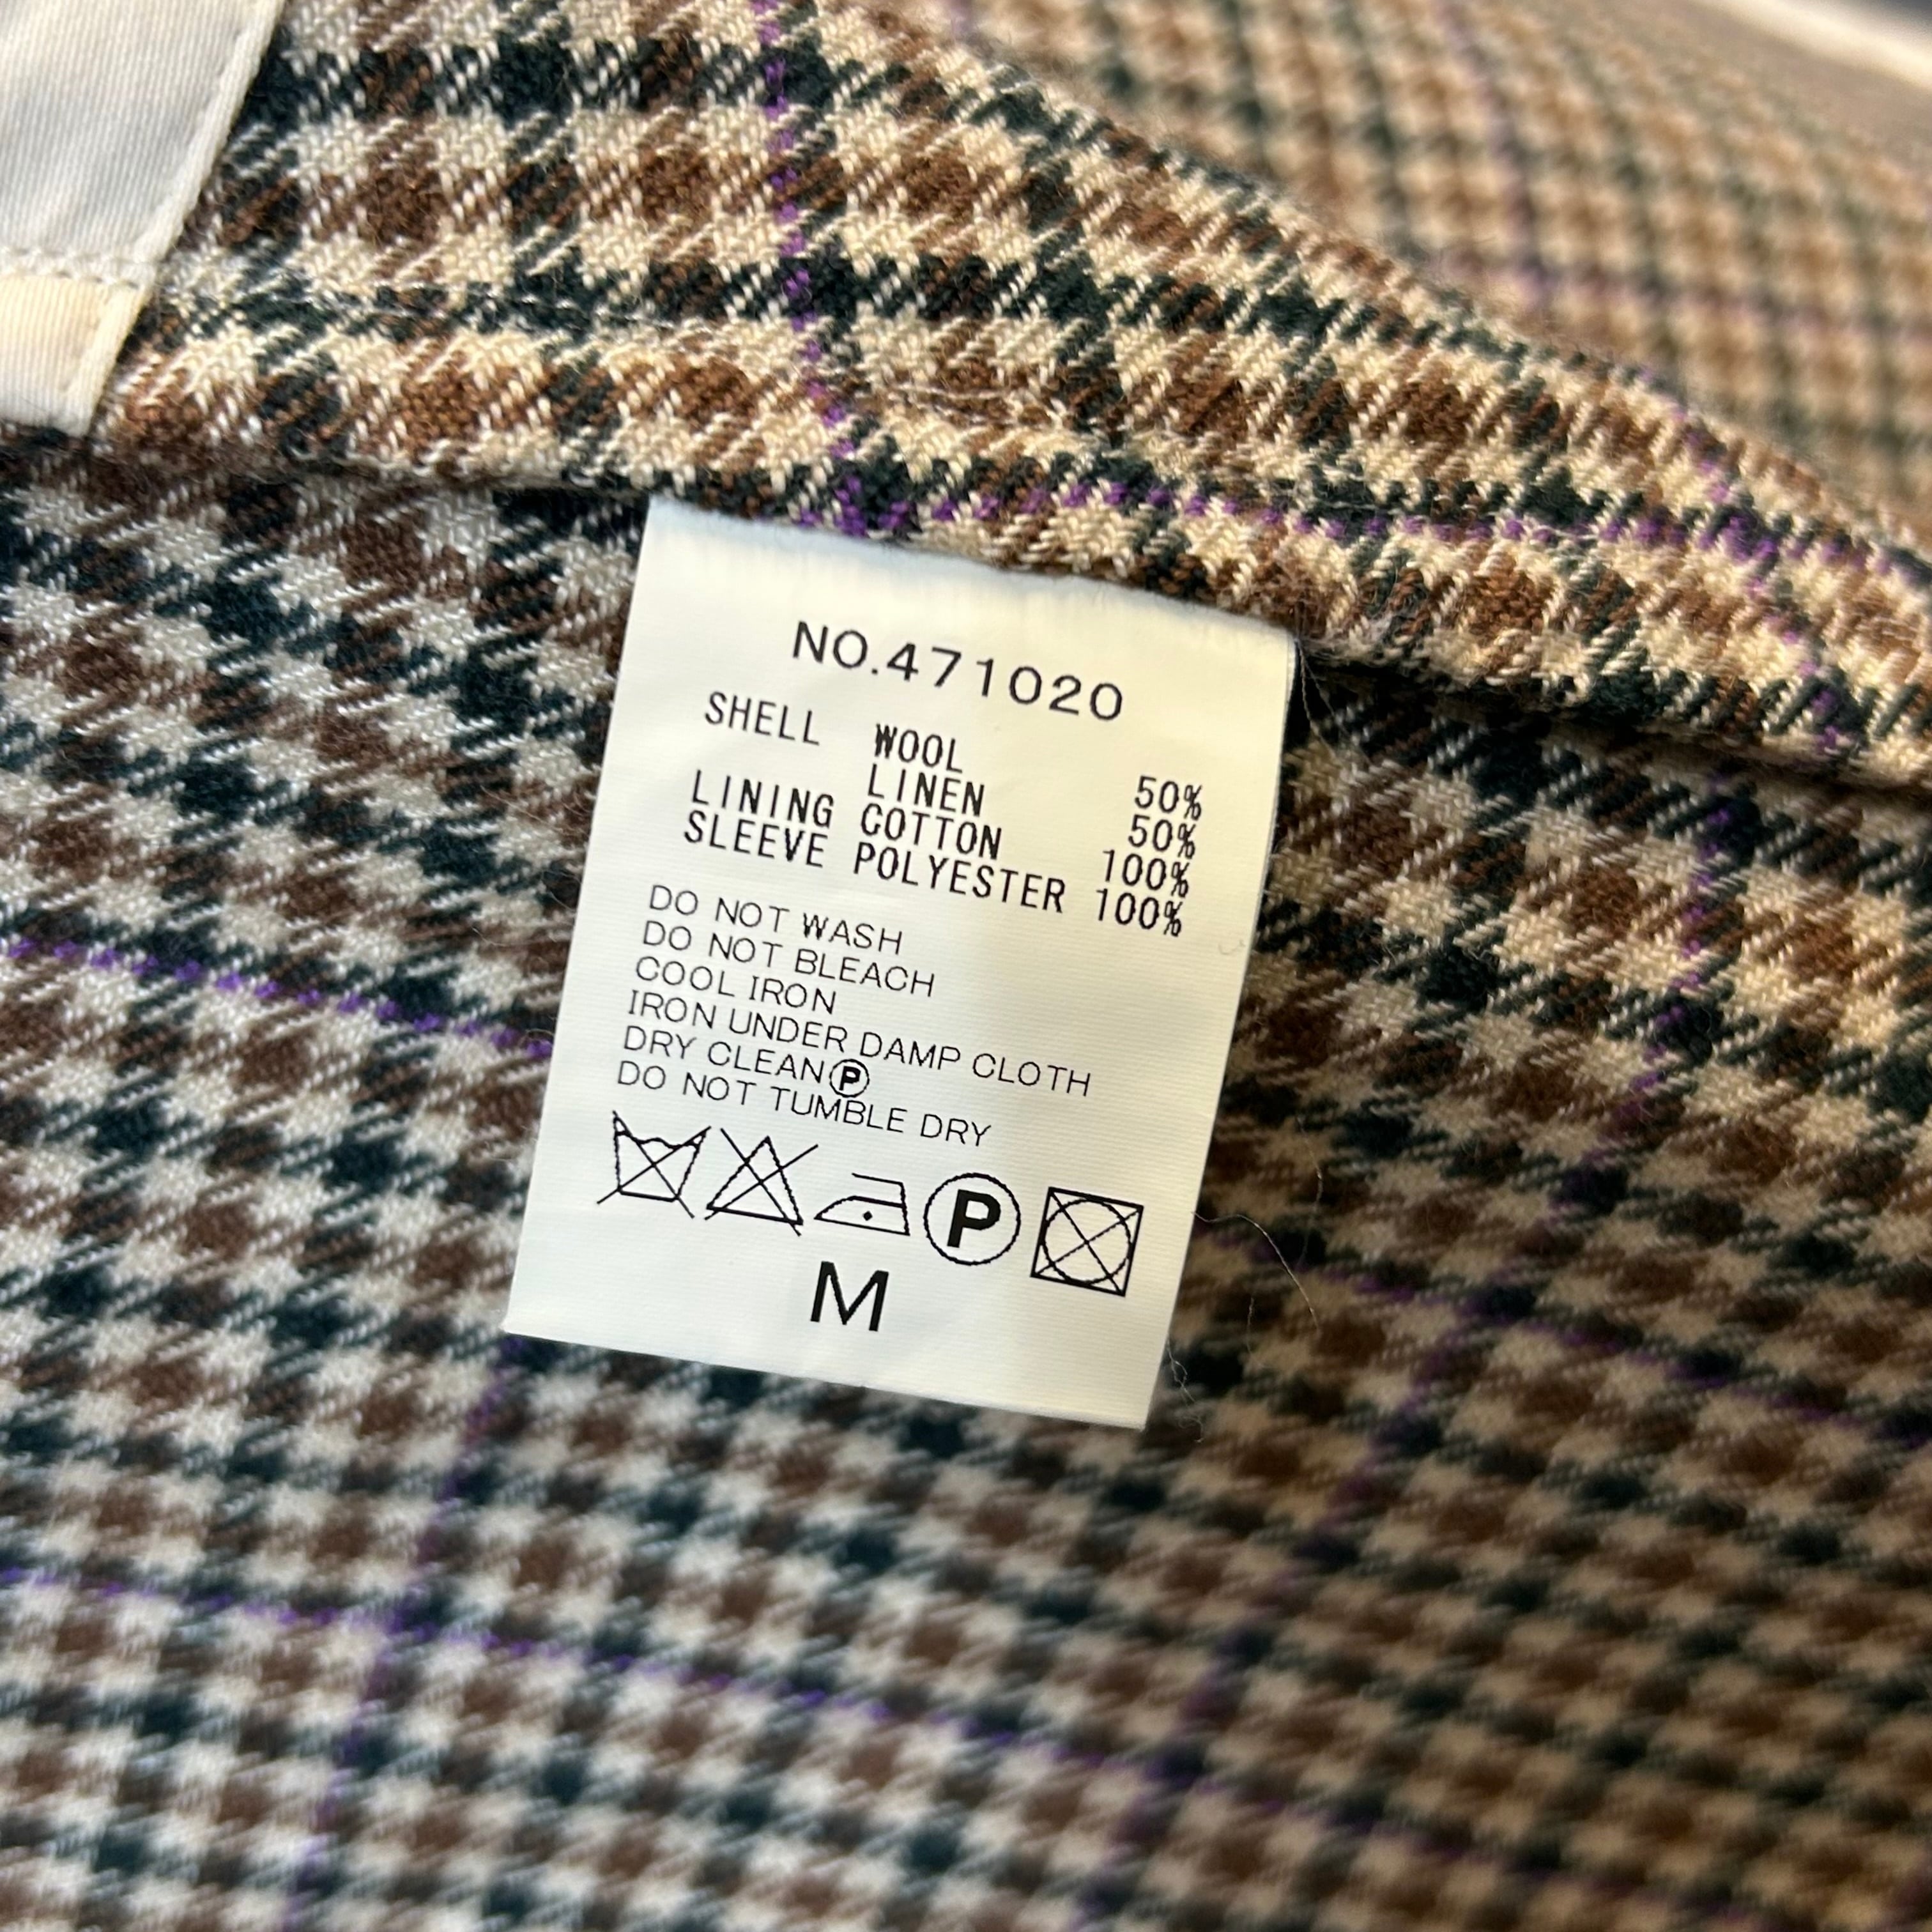 NO.471020
SHELL WOOL 50%
LINEN 50%
LINING COTTON 100%
SLEEVE POLYESTER 100%
DO NOT WASH
DO NOT BLEACH
COOL IRON
IRON UNDER DAMP CLOTH
DRY CLEAN Ⓟ
DO NOT TUMBLE DRY
P
M